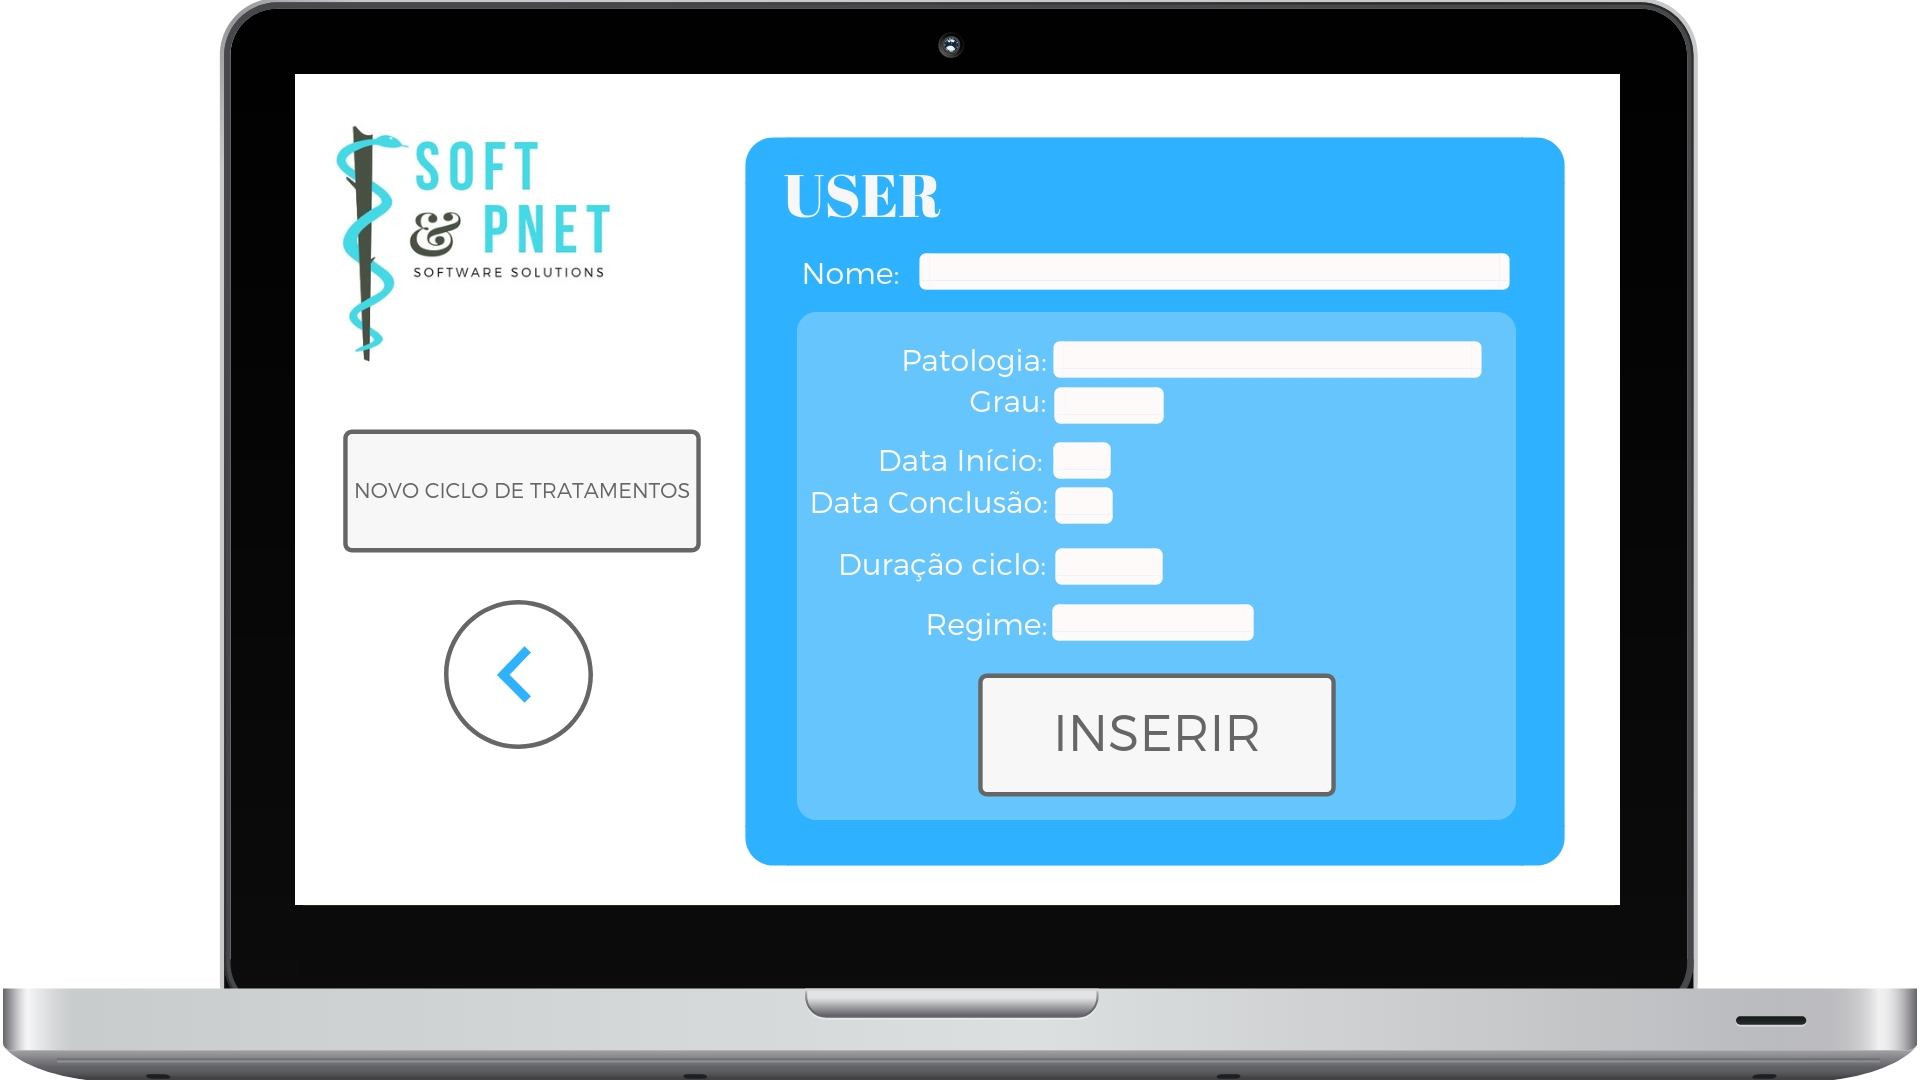 SOFT
& PNET
SOFTWARE SOLUTIONS
NOVO CICLO DE TRATAMENTOS
USER
Nome:
Patologia:
Grau:
Data Início:
Data Conclusão:
Duração ciclo:
Regime:
INSERIR